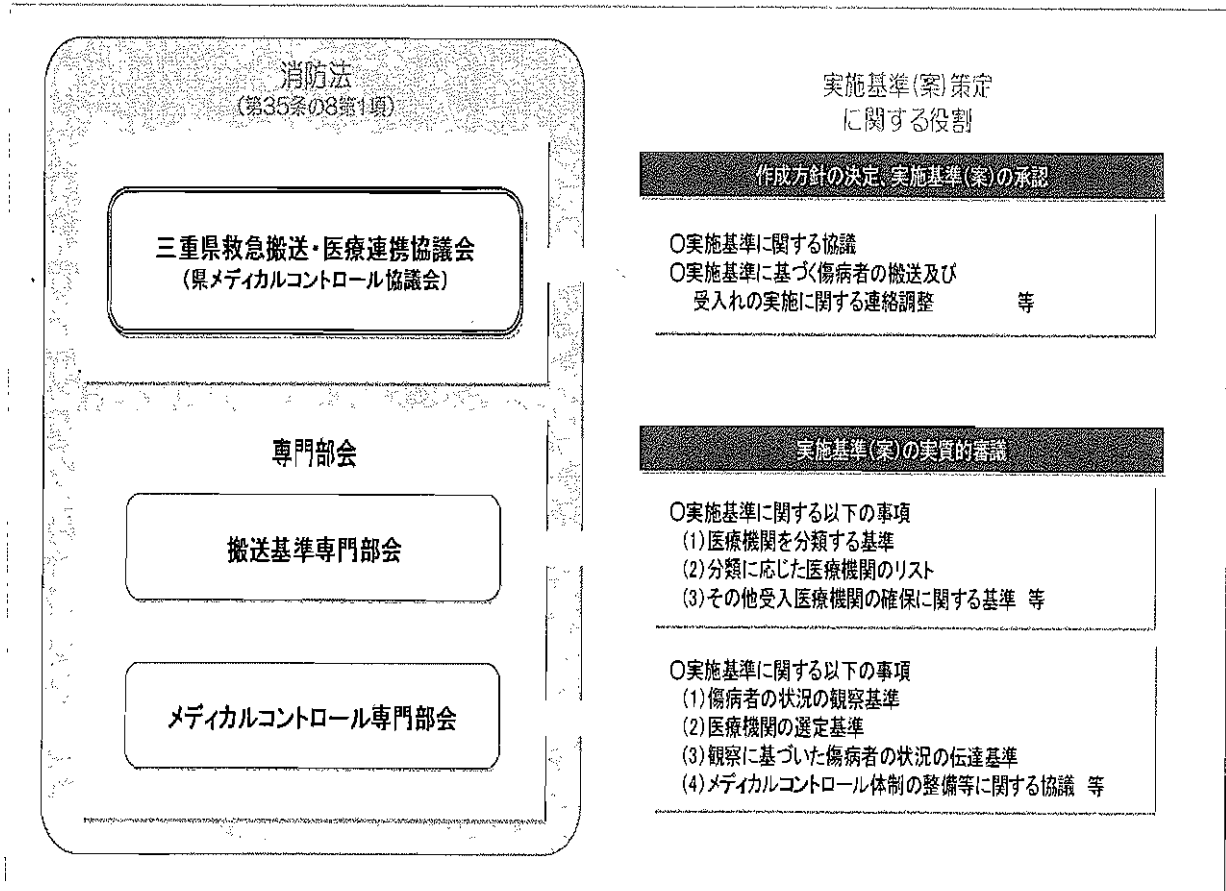 消防法
(第35条の8第1項)
三重県救急搬送・医療連携協議会
(県メディカルコントロール協議会)
専門部会
搬送基準専門部会
メディカルコントロール専門部会
実施基準(案)策定
に関する役割
作成方針の決定、実施基準(案)の承認
〇実施基準に関する協議
〇実施基準に基づく傷病者の搬送及び
受入れの実施に関する連絡調整 等
実施基準(案)の実質的審議
〇実施基準に関する以下の事項
(1)医療機関を分類する基準
(2)分類に応じた医療機関のリスト
(3)その他受入医療機関の確保に関する基準 等
〇実施基準に関する以下の事項
(1)傷病者の状況の観察基準
(2)医療機関の選定基準
(3)観察に基づいた傷病者の状況の伝達基準
(4)メディカルコントロール体制の整備等に関する協議 等